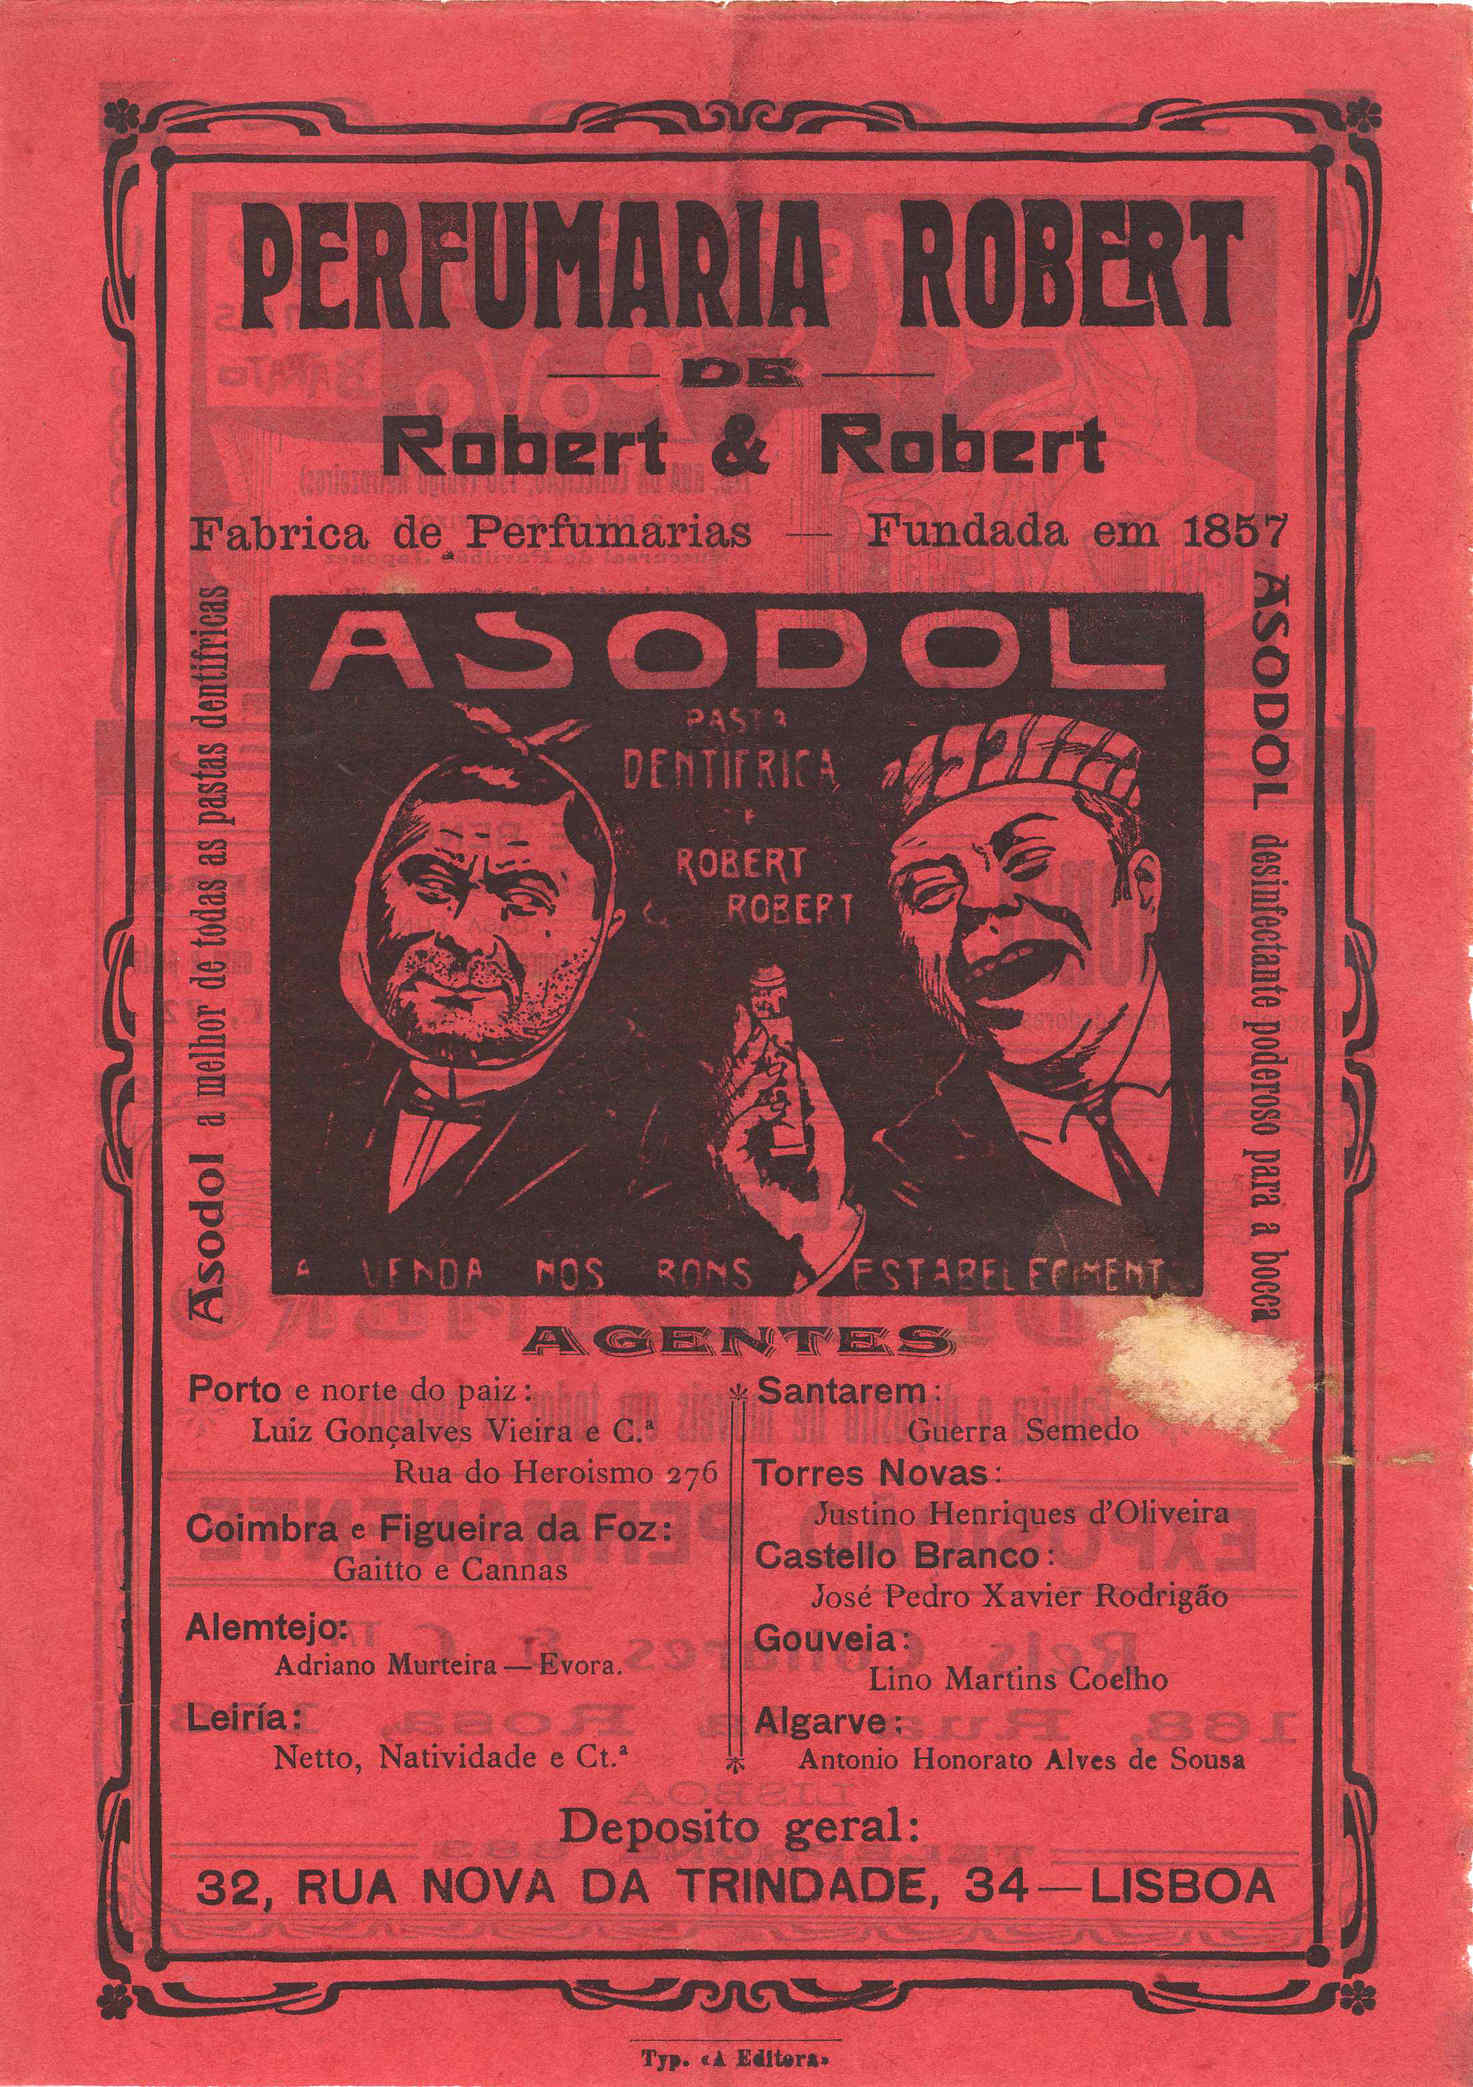 PERFUMARIA ROBERT
DE
Robert & Robert
Fabrica de Perfumarias — Fundada em 1857
Asodol a melhor de todas as pastas dentifricas
ASODOL
PASTA
DENTIFRICA
ROBERT
& ROBERT
A VENDA NOS BONS ESTABELECIMENT
ASODOL desinfectante poderoso para a bocca
AGENTES
Porto e norte do paiz:
Luiz Gonçalves Vieira e C.ª
Rua do Heroismo 276
Coimbra e Figueira da Foz:
Gaitto e Cannas
Alemtejo:
Adriano Murteira — Evora.
Leiría:
Netto, Natividade e Ct.ª
Santarem:
Guerra Semedo
Torres Novas:
Justino Henriques d'Oliveira
Castello Branco:
José Pedro Xavier Rodrigão
Gouveia:
Lino Martins Coelho
Algarve:
Antonio Honorato Alves de Sousa
Deposito geral:
32, RUA NOVA DA TRINDADE, 34 — LISBOA
Typ. «A Editora»